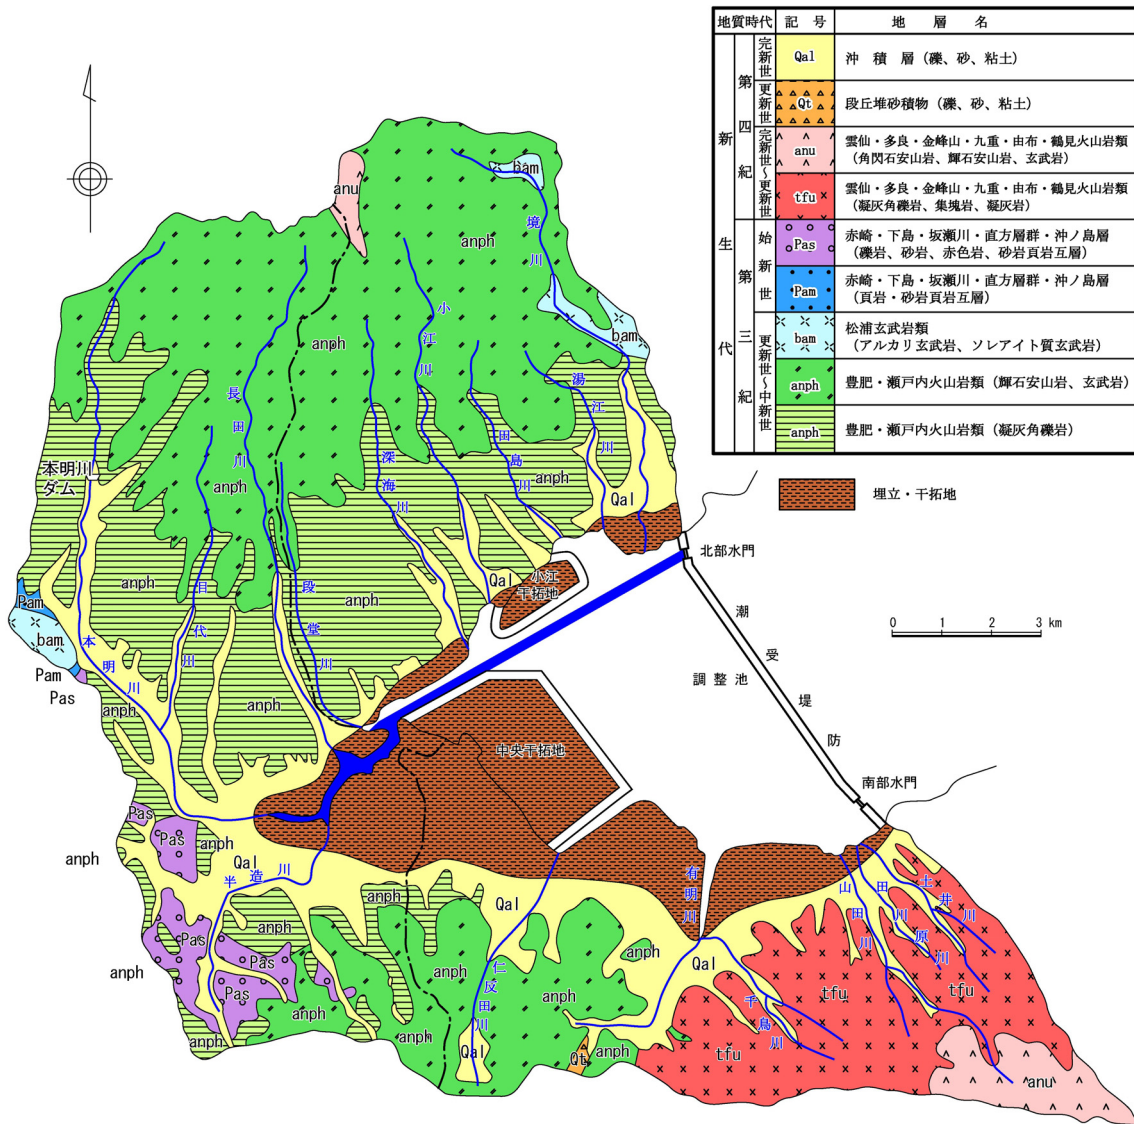 地質時代 記号 地層名
新生代
第四紀
第三紀
完新世
更新世
完新世～更新世
始新世
更新世～中新世
Qal 沖積層（礫、砂、粘土）
Qt 段丘堆砂積物（礫、砂、粘土）
anu 雲仙・多良・金峰山・九重・由布・鶴見火山岩類
（角閃石安山岩、輝石安山岩、玄武岩）
tfu 雲仙・多良・金峰山・九重・由布・鶴見火山岩類
（凝灰角礫岩、集塊岩、凝灰岩）
Pas 赤崎・下島・坂瀬川・直方層群・沖ノ島層
（礫岩、砂岩、赤色岩、砂岩頁岩互層）
Pam 赤崎・下島・坂瀬川・直方層群・沖ノ島層
（頁岩・砂岩頁岩互層）
bam 松浦玄武岩類
（アルカリ玄武岩、ソレアイト質玄武岩）
anph 豊肥・瀬戸内火山岩類（輝石安山岩、玄武岩）
anph 豊肥・瀬戸内火山岩類（凝灰角礫岩）
埋立・干拓地
anu
bam
境川
anph
小江川
anph
bam
長田川
湯江川
田島川
深海川
本明川
ダム
anph
anph
Qal
北部水門
anph
目代川
段堂川
anph
Qal
小江
干拓地
Pam
bam
本明川
Pam
Pas
anph
anph
0 1 2 3 km
潮受堤防
調整池
中央干拓地
南部水門
Pas
Pas
anph
anph
Qal
半造川
anph
Qal
有明川
山田川
田川原川
土井川
anph
Pas
Pas
Pas
anph
anph
anph
仁反田川
anph
anph
Qal
千鳥川
tfu
tfu
tfu
anph
anph
anph
Qal
Qt
anph
anu